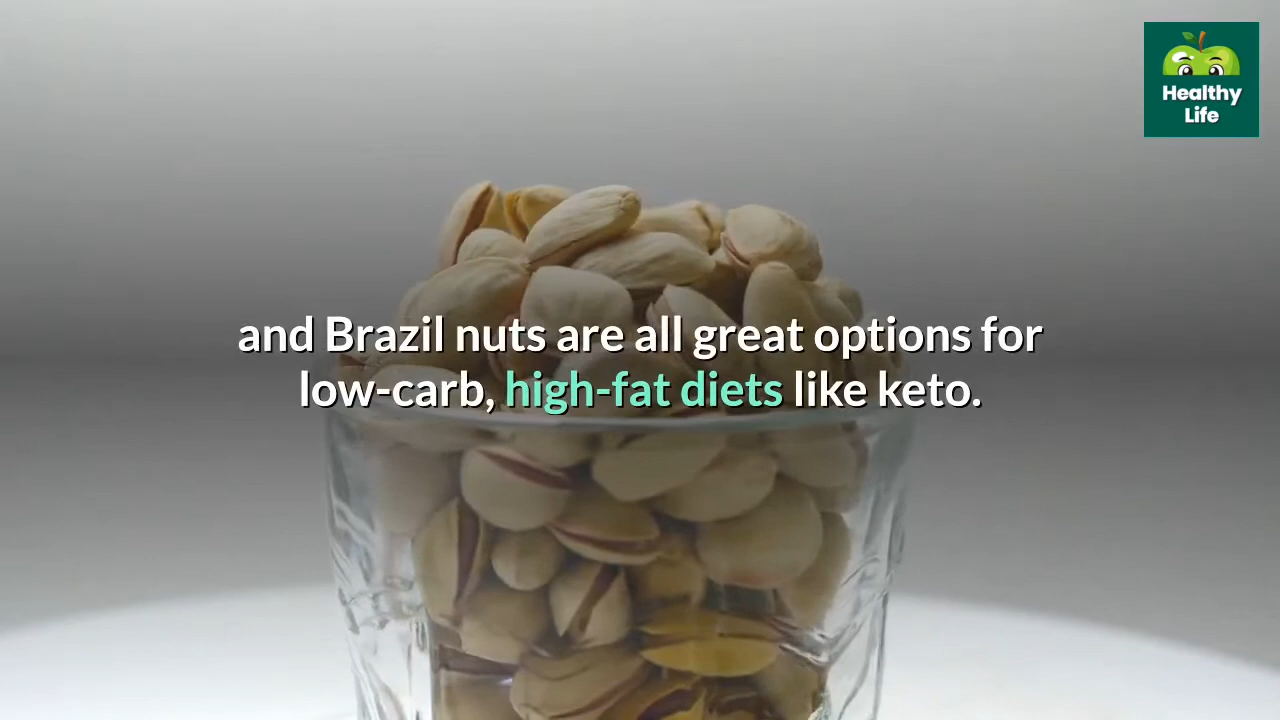 Healthy
Life
and Brazil nuts are all great options for
low-carb, high-fat diets like keto.